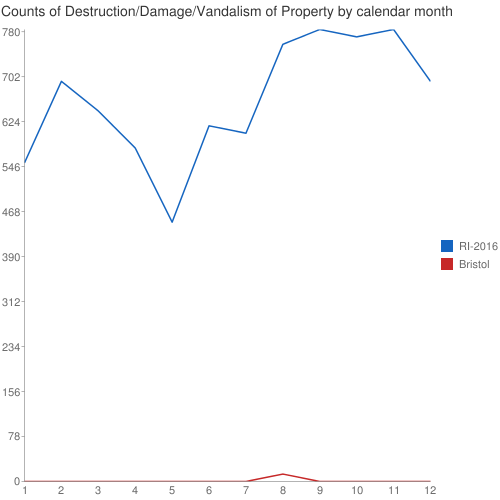 Counts of Destruction/Damage/Vandalism of Property by calendar month
780
702
624
546
468
390
312
234
156
78
0
1 2 3 4 5 6 7 8 9 10 11 12
RI-2016
Bristol